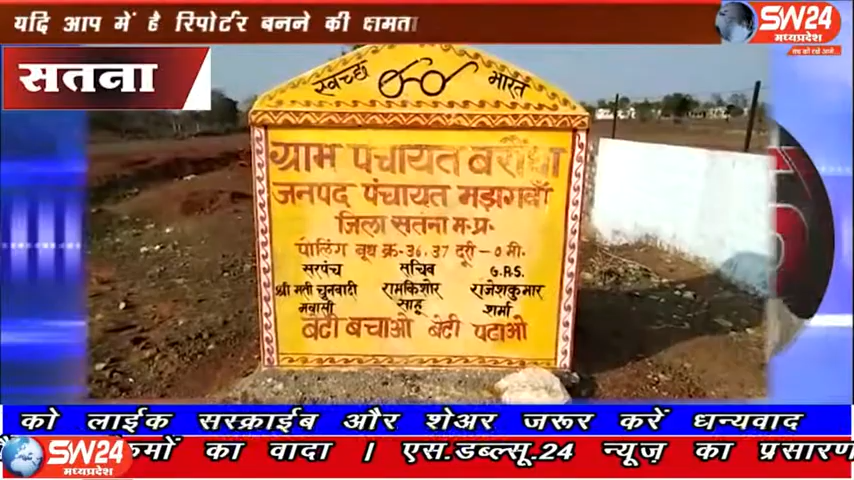 यदि आप में है रिपोर्टर बनने की क्षमता
SW24
मध्यप्रदेश
सतना
स्वच्छ भारत
ग्राम पंचायत बरौंधा
जनपद पंचायत मझगवाँ
जिला सतना म.प्र.
पोलिंग बूथ क्र.-36,37 दूरी-0 मी.
सरपंच सचिव G.R.S.
श्री मती चुनवादी रामकिशोर राजेशकुमार
मवासी साहू शर्मा
बेटी बचाओ बेटी पढाओ
को लाईक सस्क्राईब और शेअर जरूर करें धन्यवाद
SW24
मध्यप्रदेश
का वादा । एस.डब्ल्सू.24 न्यूज़ का प्रसारण